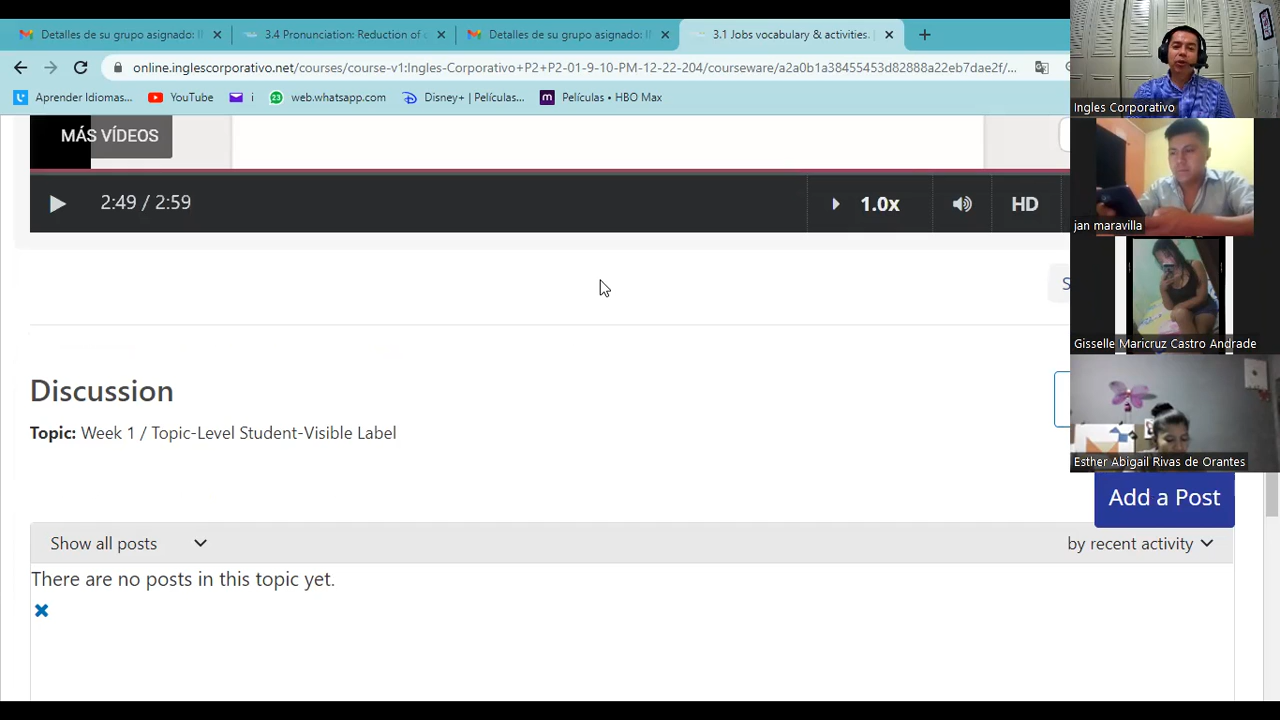 Detalles de su grupo asignado: I
3.4 Pronunciation: Reduction of
Detalles de su grupo asignado: I
3.1 Jobs vocabulary & activities.
online.inglescorporativo.net/courses/course-v1:Ingles-Corporativo+P2+P2-01-9-10-PM-12-22-204/courseware/a2a0b1a38455453d82838a22eb7dae2f/...
Aprender Idiomas...
YouTube
i
web.whatsapp.com
Disney+ | Películas...
Películas • HBO Max
MÁS VÍDEOS
2:49 / 2:59
1.0x
HD
Discussion
Topic: Week 1 / Topic-Level Student-Visible Label
Add a Post
Show all posts
by recent activity
There are no posts in this topic yet.
Ingles Corporativo
jan maravilla
Gisselle Maricruz Castro Andrade
Esther Abigail Rivas de Orantes